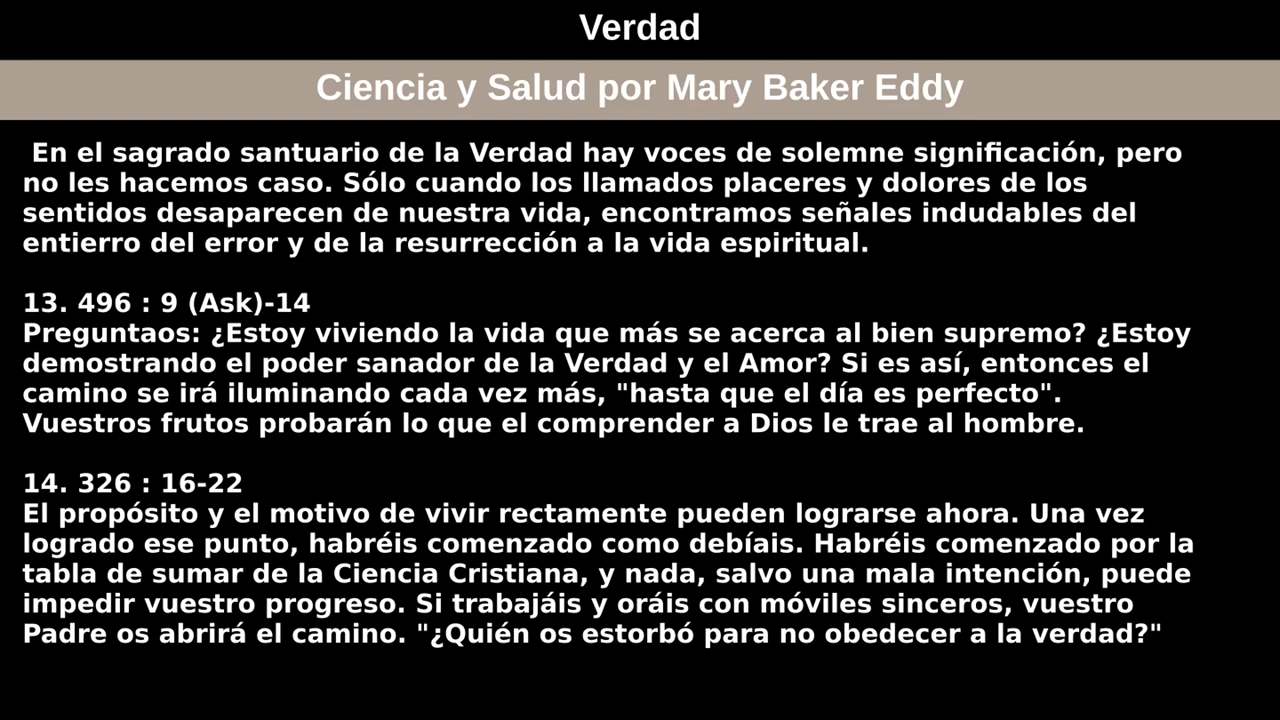 Verdad
Ciencia y Salud por Mary Baker Eddy
En el sagrado santuario de la Verdad hay voces de solemne significación, pero
no les hacemos caso. Sólo cuando los llamados placeres y dolores de los
sentidos desaparecen de nuestra vida, encontramos señales indudables del
entierro del error y de la resurrección a la vida espiritual.
13. 496 : 9 (Ask)-14
Preguntaos: ¿Estoy viviendo la vida que más se acerca al bien supremo? ¿Estoy
demostrando el poder sanador de la Verdad y el Amor? Si es así, entonces el
camino se irá iluminando cada vez más, "hasta que el día es perfecto".
Vuestros frutos probarán lo que el comprender a Dios le trae al hombre.
14. 326 : 16-22
El propósito y el motivo de vivir rectamente pueden lograrse ahora. Una vez
logrado ese punto, habréis comenzado como debíais. Habréis comenzado por la
tabla de sumar de la Ciencia Cristiana, y nada, salvo una mala intención, puede
impedir vuestro progreso. Si trabajáis y oráis con móviles sinceros, vuestro
Padre os abrirá el camino. "¿Quién os estorbó para no obedecer a la verdad?"